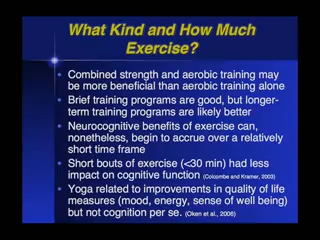 What Kind and How Much
Exercise?
• Combined strength and aerobic training may
be more beneficial than aerobic training alone
• Brief training programs are good, but longer-
term training programs are likely better
• Neurocognitive benefits of exercise can,
nonetheless, begin to accrue over a relatively
short time frame
• Short bouts of exercise (<30 min) had less
impact on cognitive function (Colcombe and Kramer, 2003)
• Yoga related to improvements in quality of life
measures (mood, energy, sense of well being)
but not cognition per se. (Oken et al., 2006)